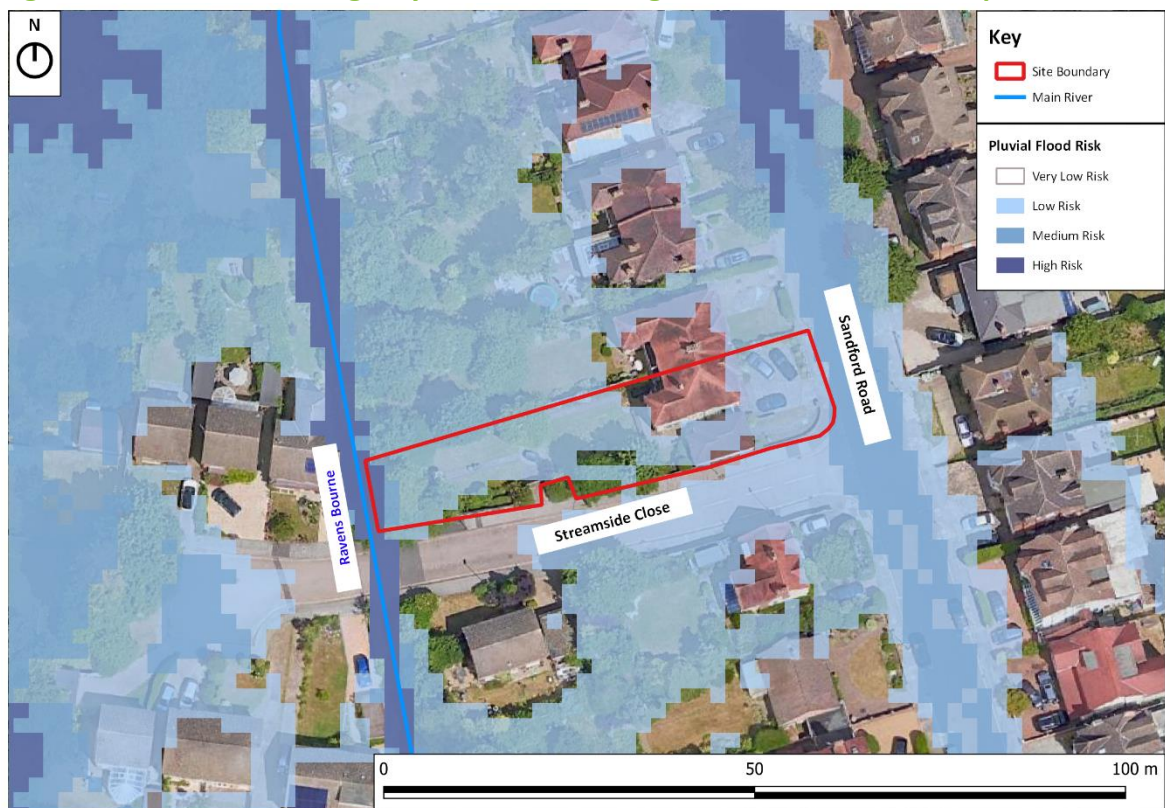 N
Key
Site Boundary
Main River
Pluvial Flood Risk
Very Low Risk
Low Risk
Medium Risk
High Risk
Sandford Road
Ravens Bourne
Streamside Close
0 50 100 m